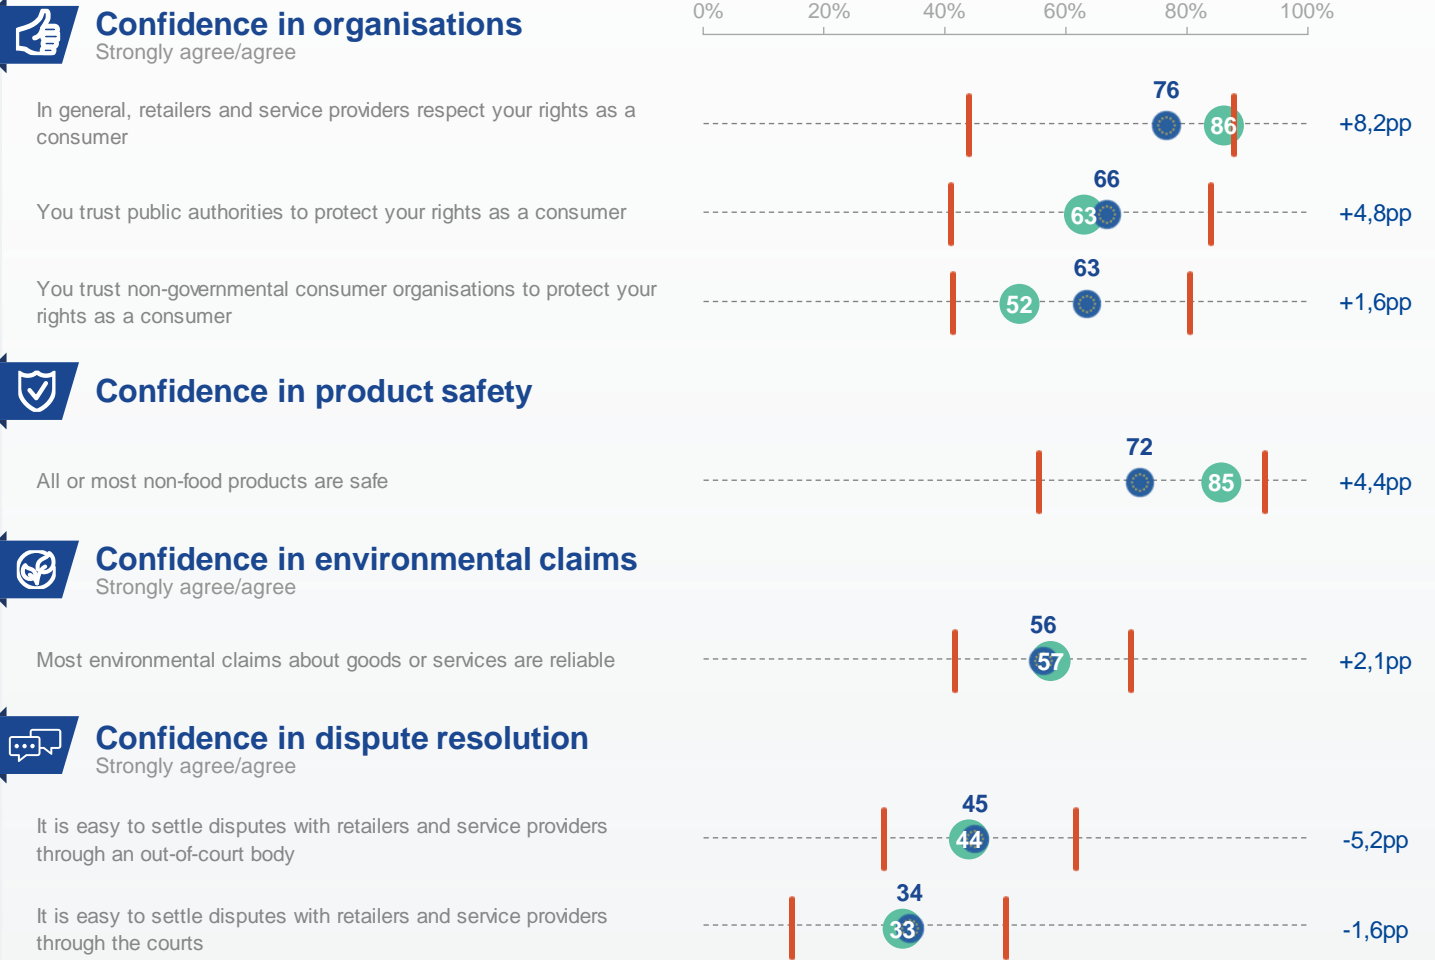 Confidence in organisations
Strongly agree/agree
0% 20% 40% 60% 80% 100%
In general, retailers and service providers respect your rights as a
consumer
76
86
+8,2pp
You trust public authorities to protect your rights as a consumer
66
63
+4,8pp
You trust non-governmental consumer organisations to protect your
rights as a consumer
63
52
+1,6pp
Confidence in product safety
All or most non-food products are safe
72
85
+4,4pp
Confidence in environmental claims
Strongly agree/agree
Most environmental claims about goods or services are reliable
56
57
+2,1pp
Confidence in dispute resolution
Strongly agree/agree
It is easy to settle disputes with retailers and service providers
through an out-of-court body
45
44
-5,2pp
It is easy to settle disputes with retailers and service providers
through the courts
34
33
-1,6pp